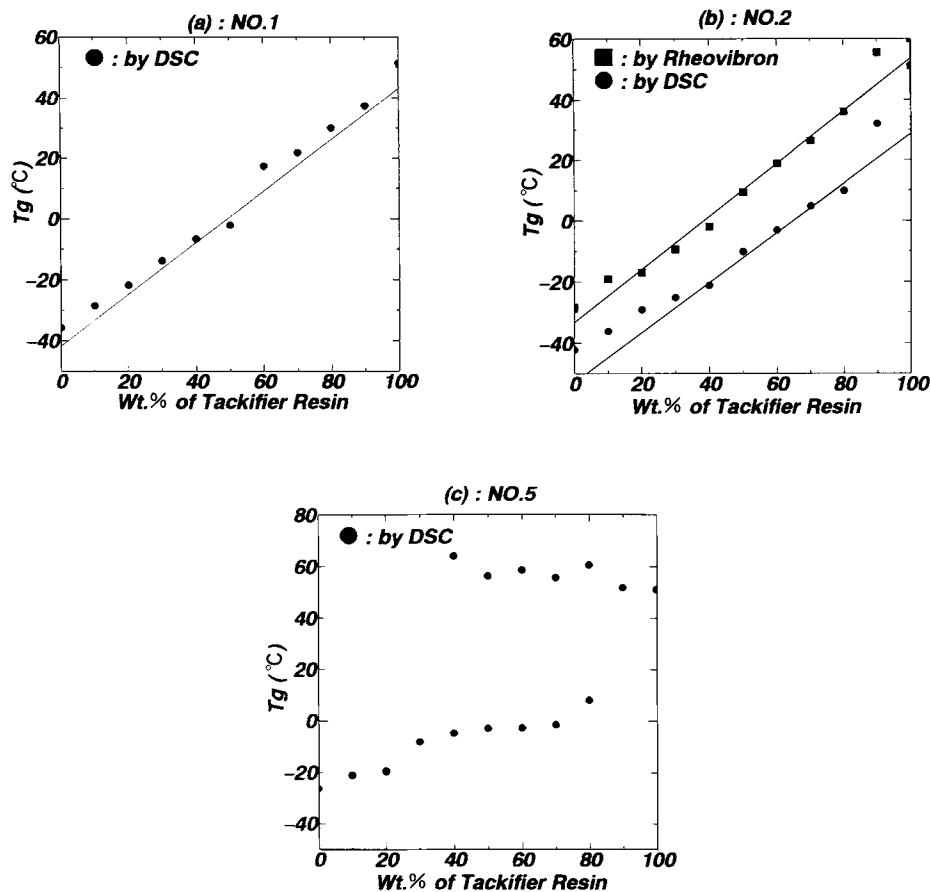 (a) : NO.1
60
40
20
0
−20
−40
Tg (°C)
● : by DSC
0 20 40 60 80 100
Wt.% of Tackifier Resin
(b) : NO.2
60
40
20
0
−20
−40
Tg (°C)
■ : by Rheovibron
● : by DSC
0 20 40 60 80 100
Wt.% of Tackifier Resin
(c) : NO.5
80
60
40
20
0
−20
−40
Tg (°C)
● : by DSC
0 20 40 60 80 100
Wt.% of Tackifier Resin